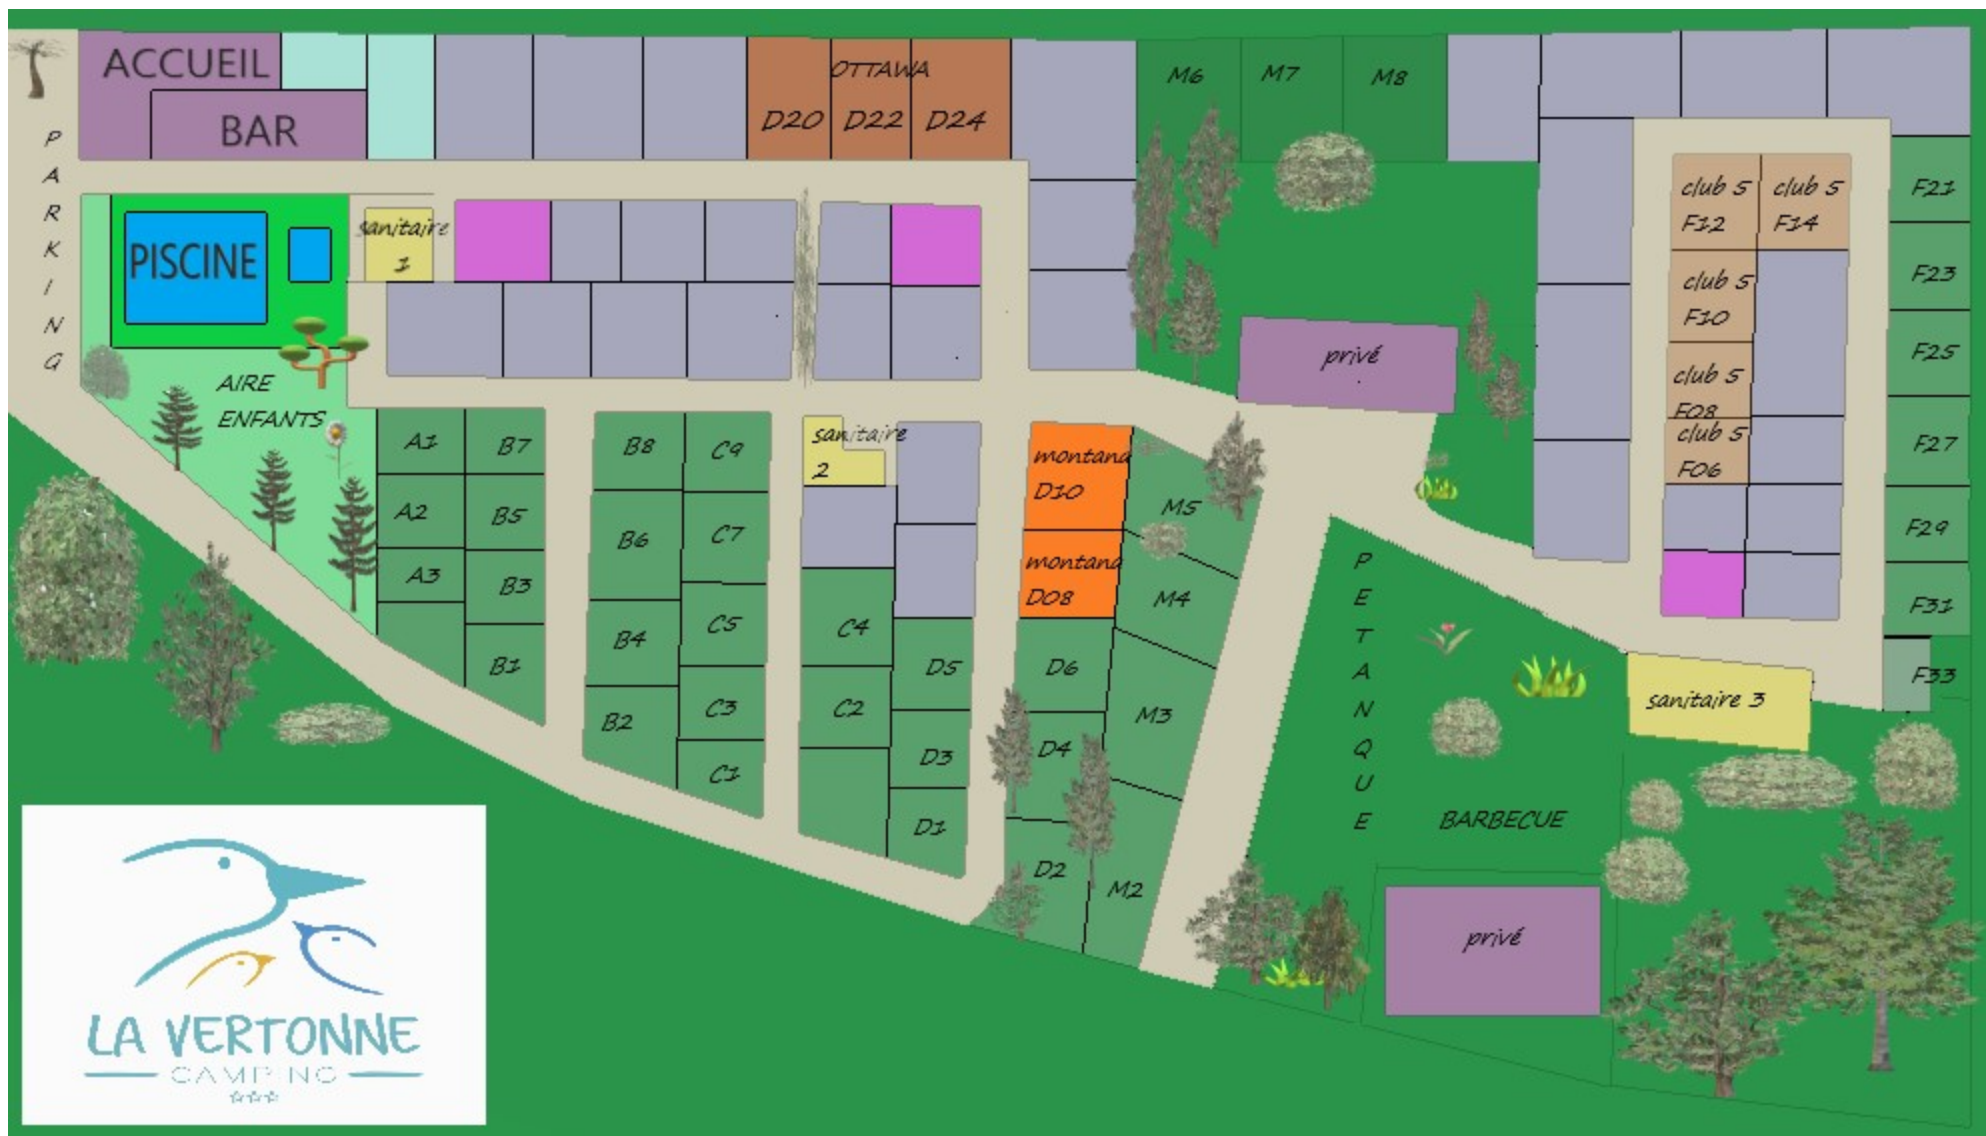 ACCUEIL
BAR
PARKING
OTTAWA
D20 D22 D24
M6 M7 M8
PISCINE
sanitaire
1
AIRE
ENFANTS
privé
club 5
F12
club 5
F14
club 5
F10
club 5
F08
club 5
F06
F21
F23
F25
F27
F29
F31
F33
A1
A2
A3
B7
B5
B3
B1
B8
B6
B4
B2
C9
C7
C5
C3
C1
sanitaire
2
C4
C2
D5
D3
D1
montana
D10
montana
D08
D6
D4
D2
M5
M4
M3
M2
PETANQUE
BARBECUE
sanitaire 3
privé
LA VERTONNE
CAMPING